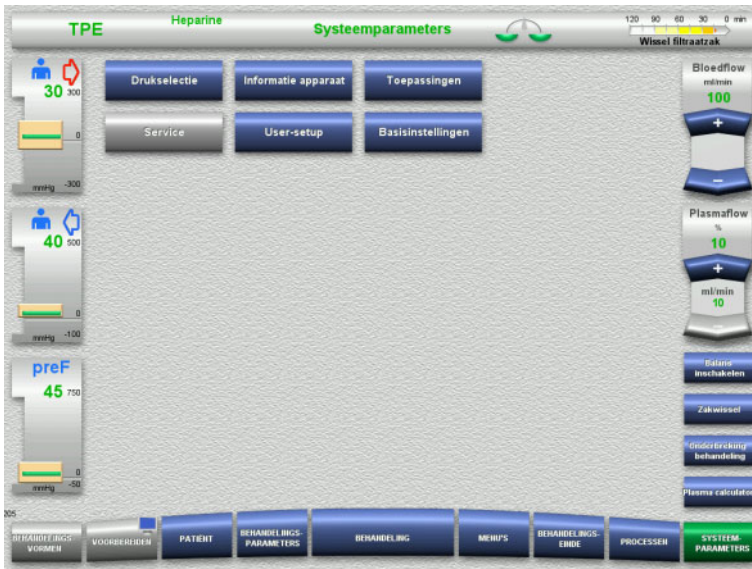 TPE
Heparine
Systeemparameters
120 90 60 30 0 min
Wissel filtraatzak
30
300
0
-300
mmHg
40
500
0
-100
mmHg
preF
45
750
0
-50
mmHg
Drukselectie
Informatie apparaat
Toepassingen
Service
User-setup
Basisinstellingen
Bloedflow
ml/min
100
+
−
Plasmaflow
%
10
+
ml/min
10
−
Balans
inschakelen
Zakwissel
Onderbreking
behandeling
Plasma calculator
205
BEHANDELINGS-
VORMEN
VOORBEREIDEN
PATIËNT
BEHANDELINGS-
PARAMETERS
BEHANDELING
MENU'S
BEHANDELINGS-
EINDE
PROCESSEN
SYSTEEM-
PARAMETERS